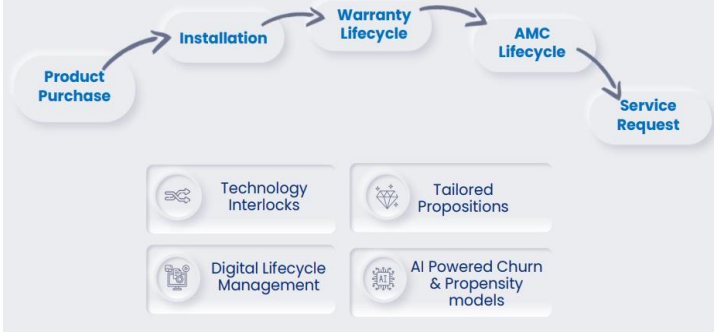 Product
Purchase
Installation
Warranty
Lifecycle
AMC
Lifecycle
Service
Request
Technology
Interlocks
Tailored
Propositions
Digital Lifecycle
Management
AI
AI Powered Churn
& Propensity
models